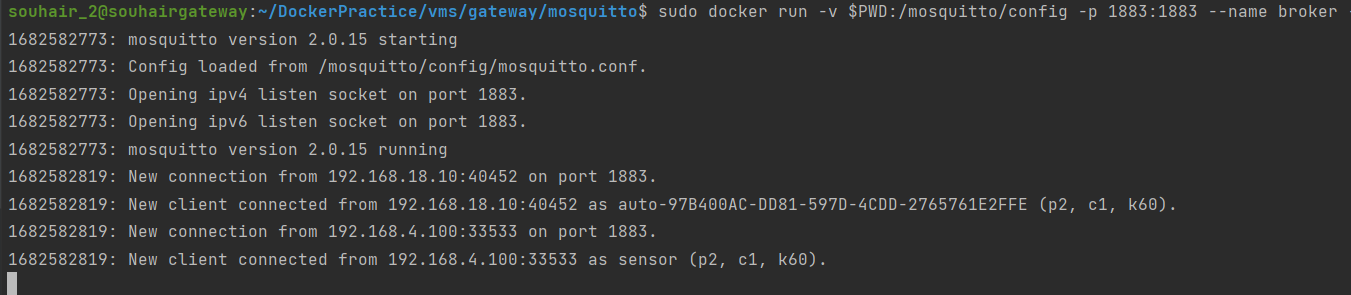 souhair_2@souhairgateway:~/DockerPractice/vms/gateway/mosquitto$ sudo docker run -v $PWD:/mosquitto/config -p 1883:1883 --name broker
1682582773: mosquitto version 2.0.15 starting
1682582773: Config loaded from /mosquitto/config/mosquitto.conf.
1682582773: Opening ipv4 listen socket on port 1883.
1682582773: Opening ipv6 listen socket on port 1883.
1682582773: mosquitto version 2.0.15 running
1682582819: New connection from 192.168.18.10:40452 on port 1883.
1682582819: New client connected from 192.168.18.10:40452 as auto-97B400AC-DD81-597D-4CDD-2765761E2FFE (p2, c1, k60).
1682582819: New connection from 192.168.4.100:33533 on port 1883.
1682582819: New client connected from 192.168.4.100:33533 as sensor (p2, c1, k60).